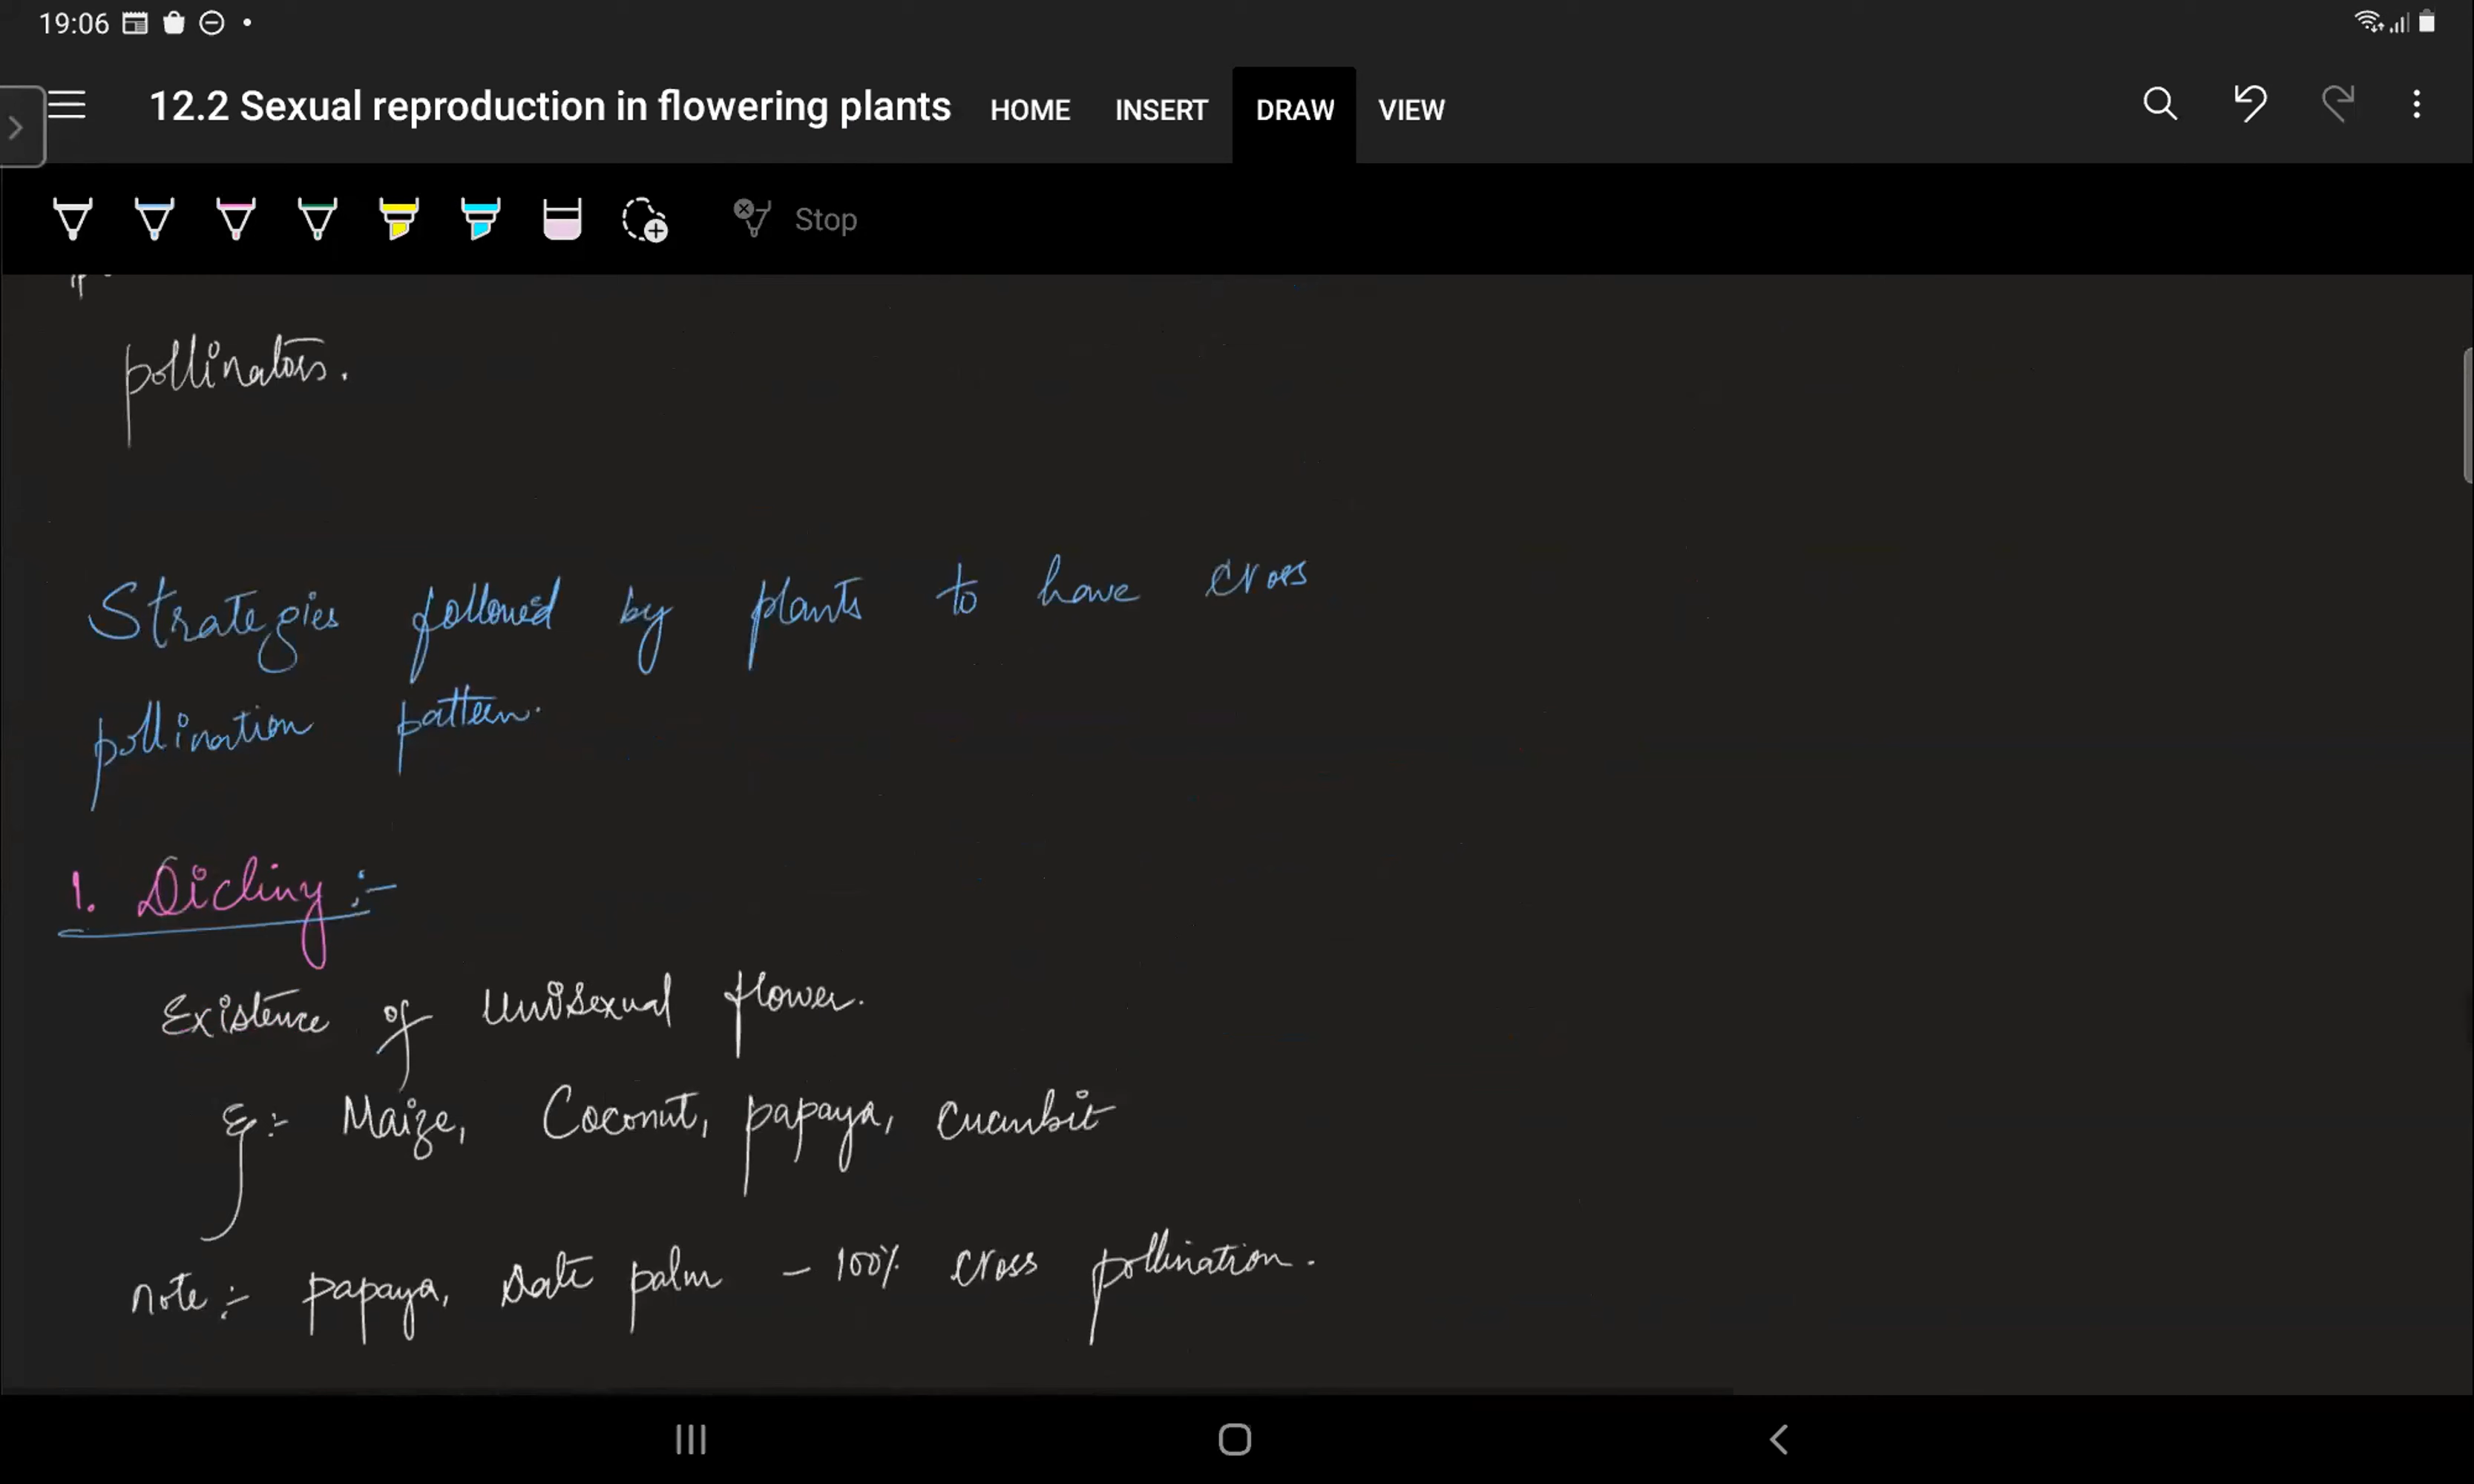 19:06
12.2 Sexual reproduction in flowering plants HOME INSERT DRAW VIEW
Stop
pollinators.
Strategies followed by plants to have cross
pollination pattern.
1. Dicliny :-
Existence of Unisexual flower.
Eg:- Maize, Coconut, papaya, cucurbit
note :- papaya, date palm - 100% cross pollination.